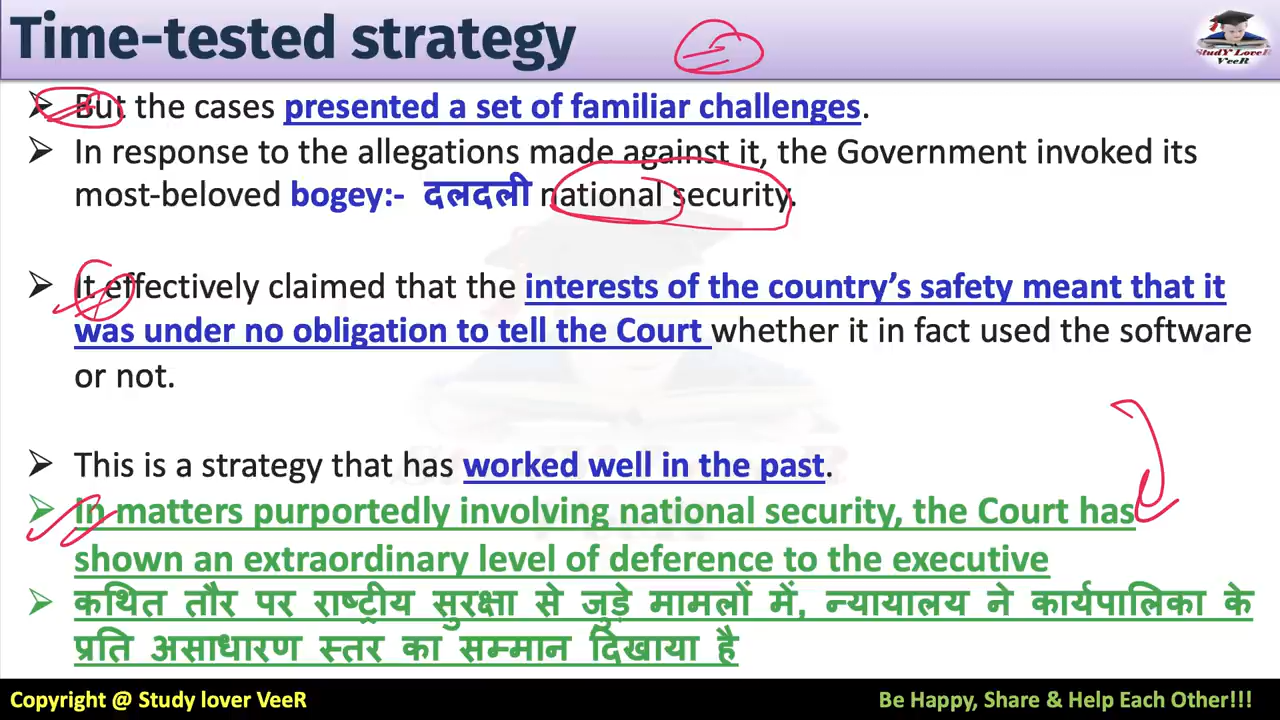 Time-tested strategy
StudY LoveR
VeeR
➢ But the cases presented a set of familiar challenges.
➢ In response to the allegations made against it, the Government invoked its
most-beloved bogey:- दलदली national security.
➢ It effectively claimed that the interests of the country’s safety meant that it
was under no obligation to tell the Court whether it in fact used the software
or not.
➢ This is a strategy that has worked well in the past.
➢ In matters purportedly involving national security, the Court has
shown an extraordinary level of deference to the executive
➢ कथित तौर पर राष्ट्रीय सुरक्षा से जुड़े मामलों में, न्यायालय ने कार्यपालिका के
प्रति असाधारण स्तर का सम्मान दिखाया है
Copyright @ Study lover VeeR
Be Happy, Share & Help Each Other!!!